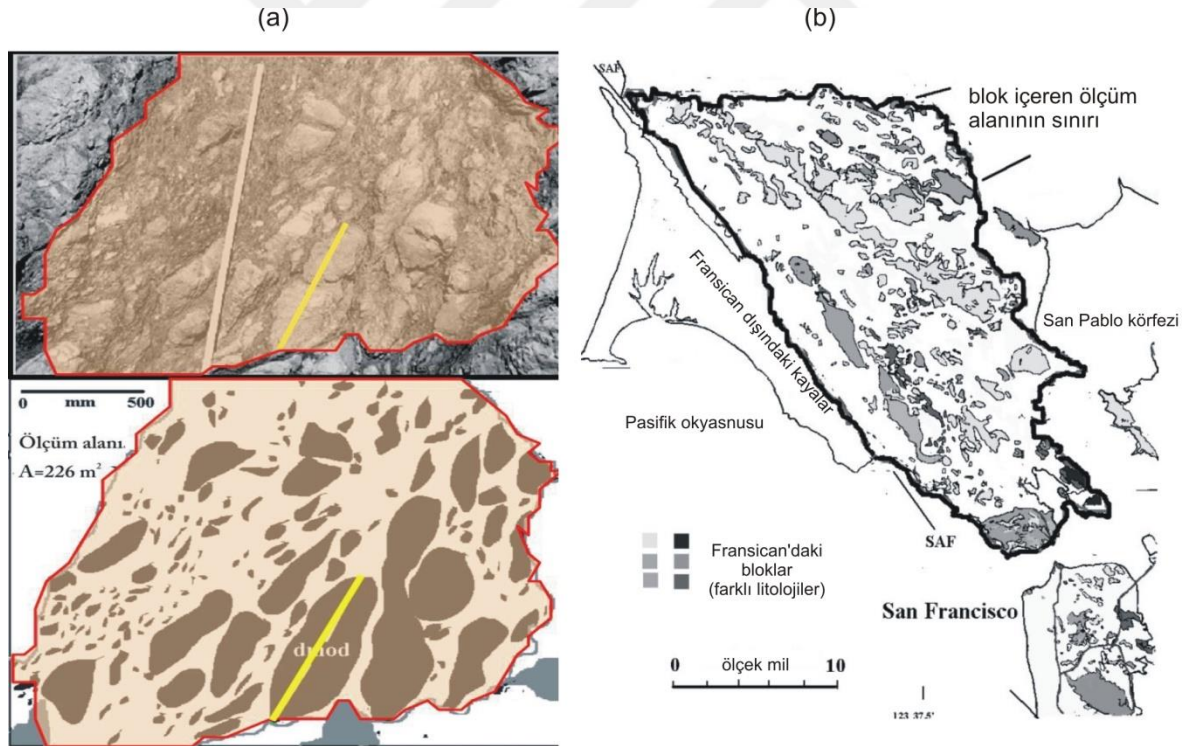 (a)
(b)
0 mm 500
Ölçüm alanı
A=226 m²
dmod
SAF
blok içeren ölçüm
alanının sınırı
Fransican dışındaki kayalar
San Pablo körfezi
Pasifik okyasnusu
SAF
Fransican'daki
bloklar
(farklı litolojiler)
San Francisco
0 ölçek mil 10
123 37.5'